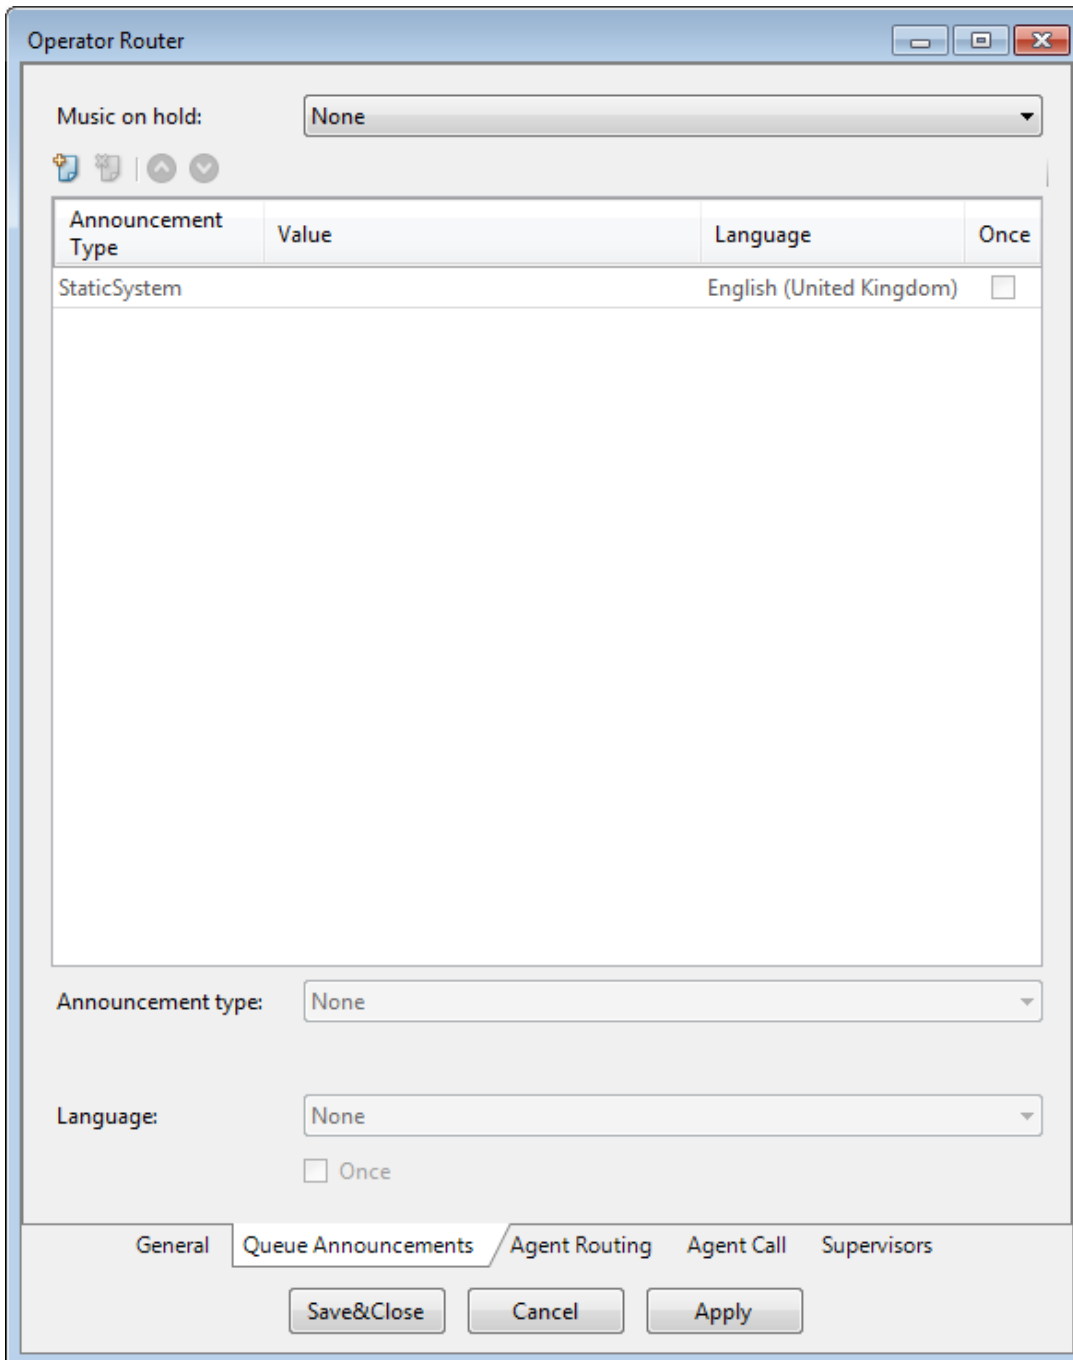 Operator Router
Music on hold: None
Announcement Type Value Language Once
StaticSystem English (United Kingdom)
Announcement type: None
Language: None
Once
General Queue Announcements Agent Routing Agent Call Supervisors
Save&Close Cancel Apply